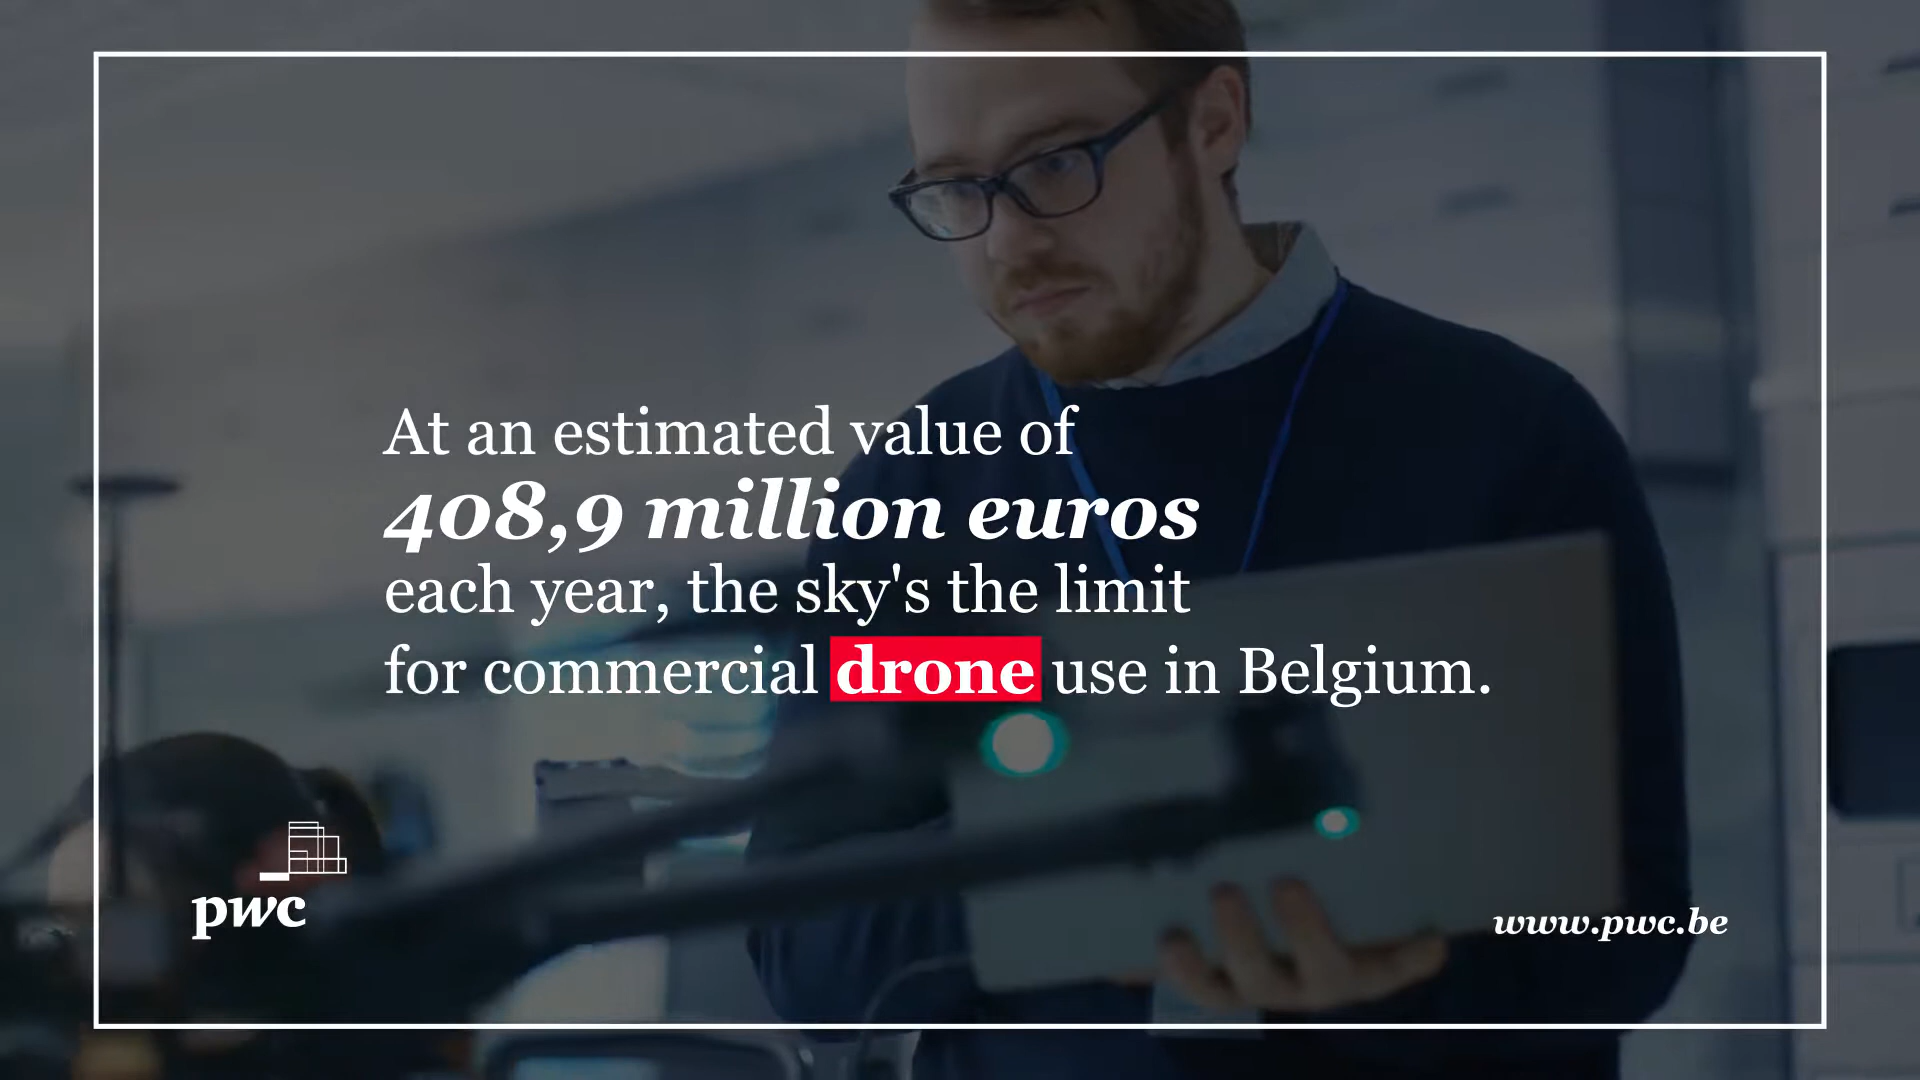 At an estimated value of
408,9 million euros
each year, the sky's the limit
for commercial drone use in Belgium.
pwc
www.pwc.be